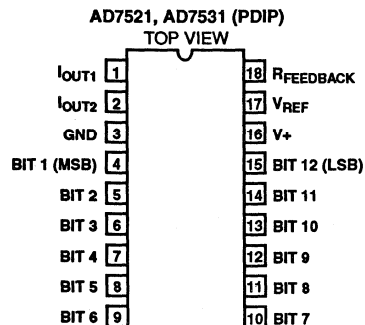 AD7521, AD7531 (PDIP)
TOP VIEW
IOUT1 1 18 RFEEDBACK
IOUT2 2 17 VREF
GND 3 16 V+
BIT 1 (MSB) 4 15 BIT 12 (LSB)
BIT 2 5 14 BIT 11
BIT 3 6 13 BIT 10
BIT 4 7 12 BIT 9
BIT 5 8 11 BIT 8
BIT 6 9 10 BIT 7